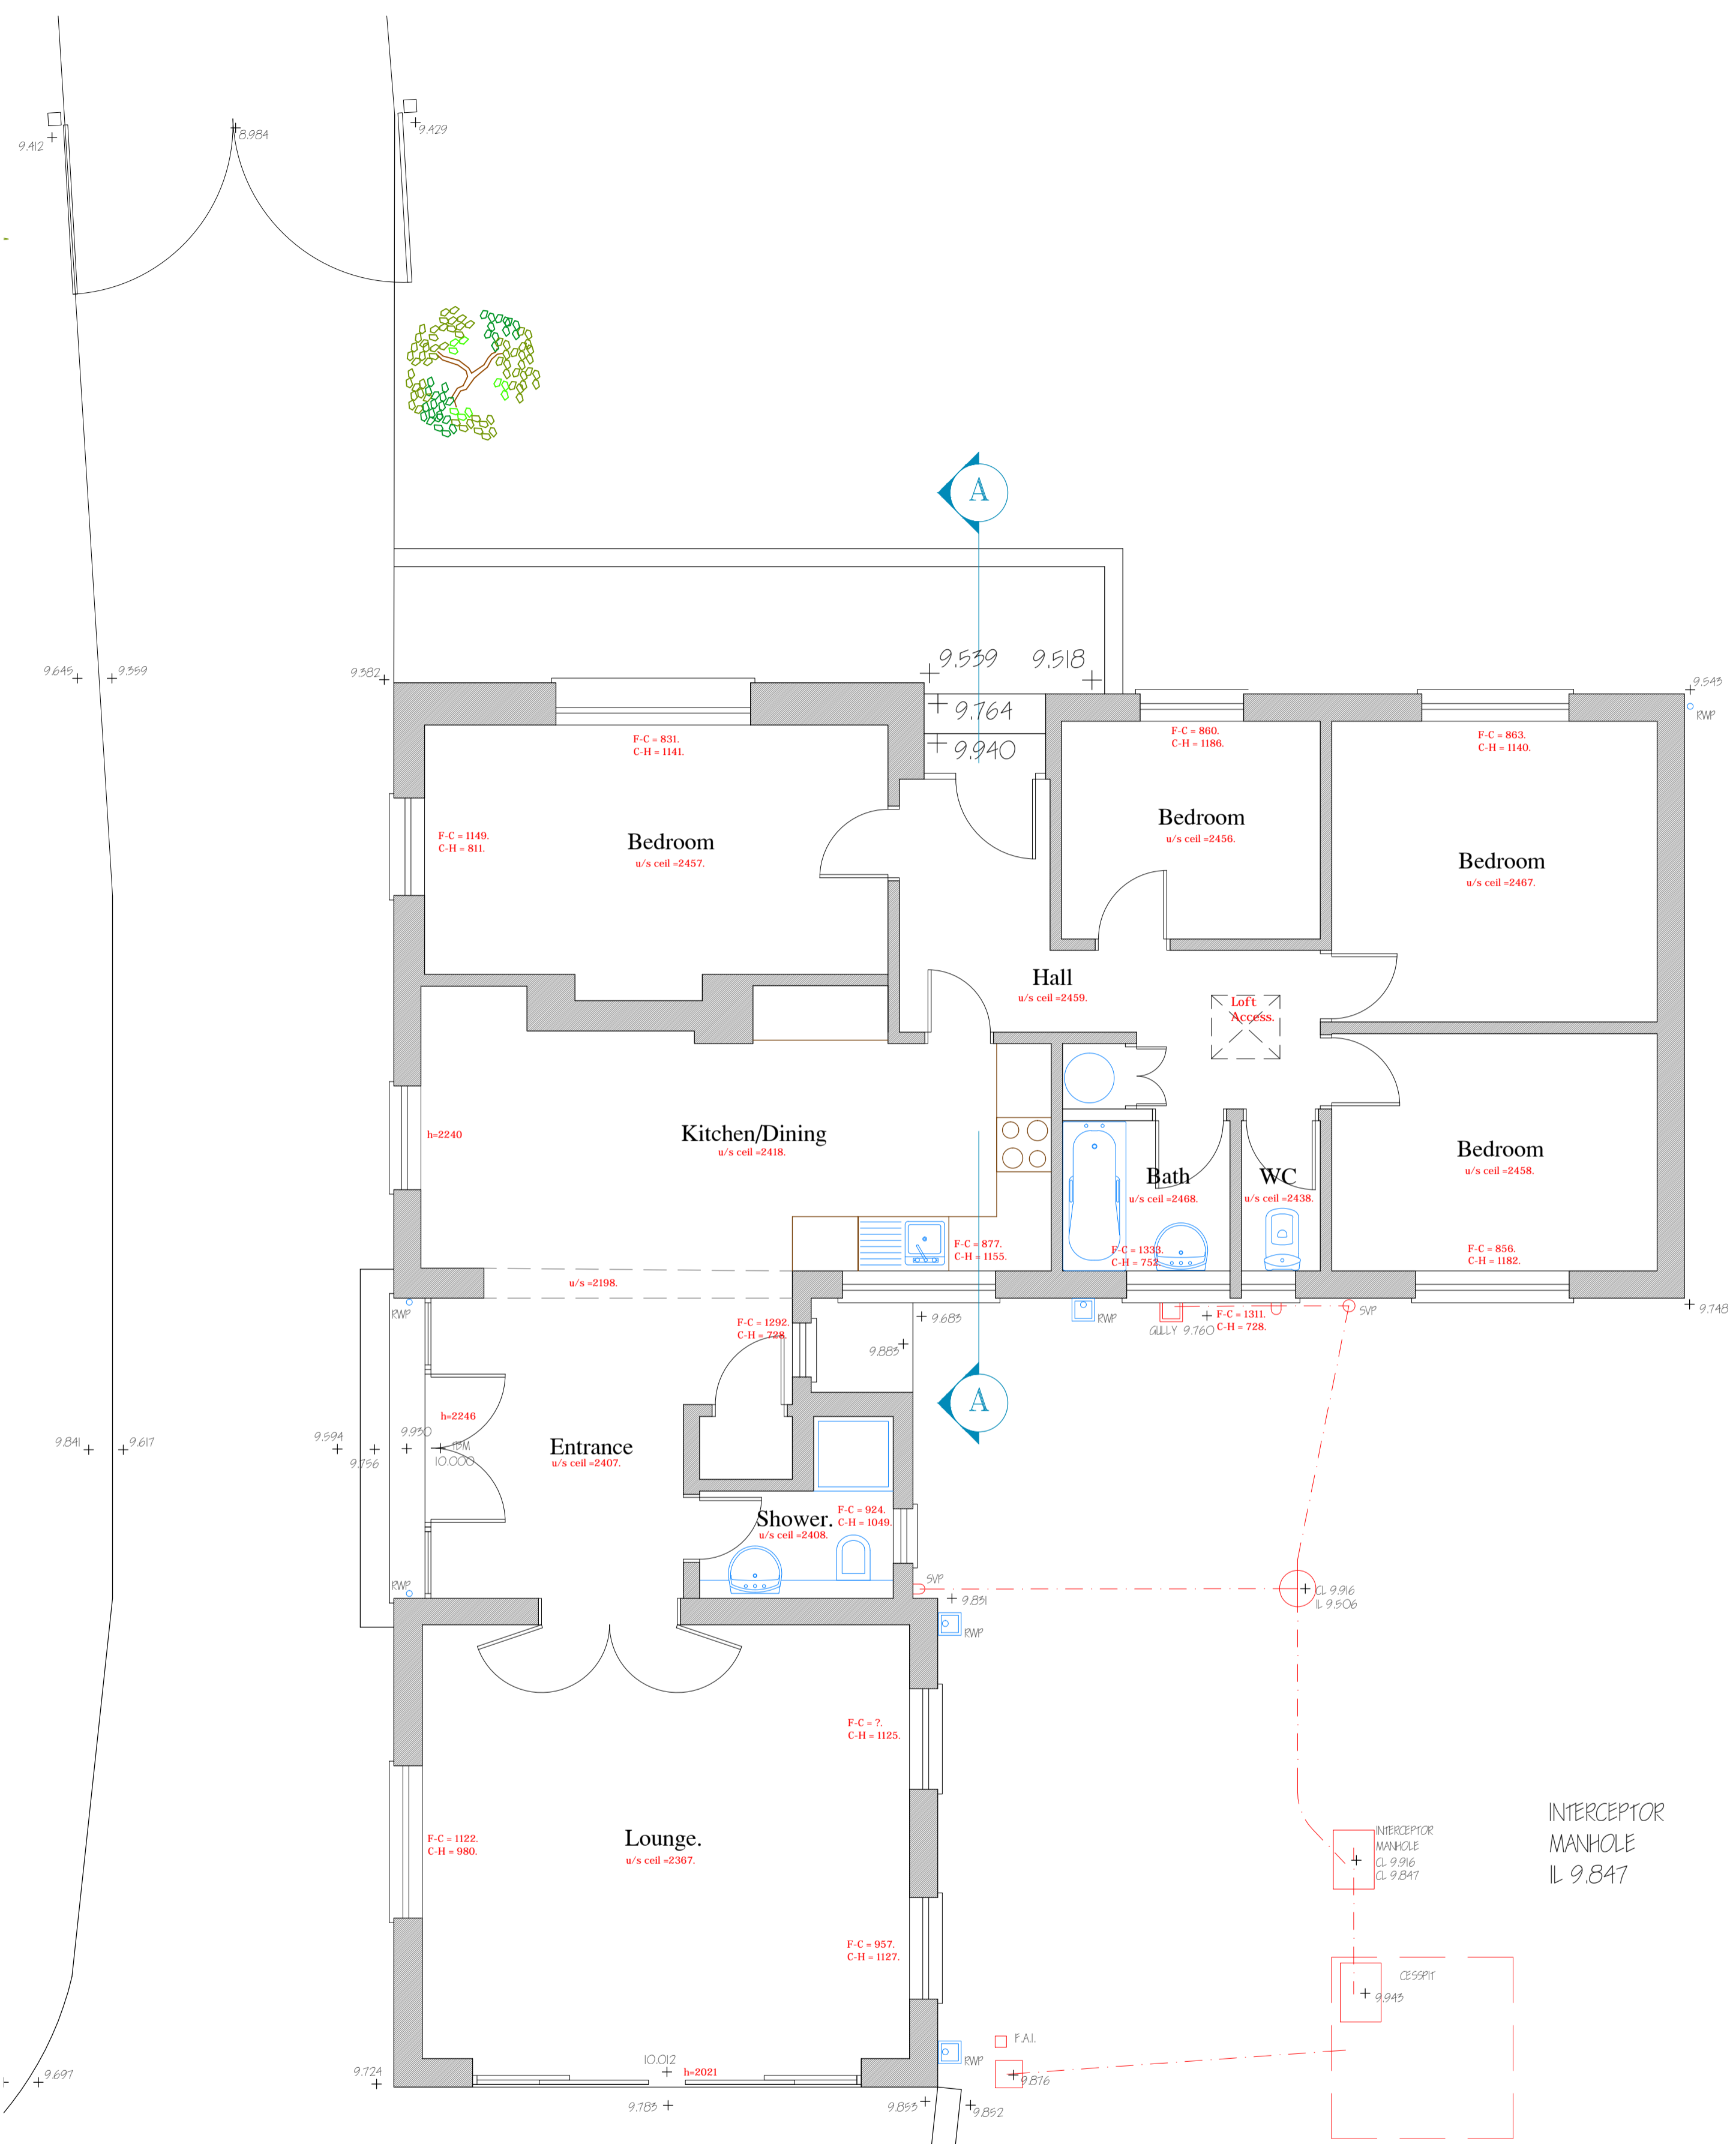 9.412
8.984
9.429
A
9.645
9.359
9.382
9.539
9.518
9.543
RWP
9.764
9.940
F-C = 831.
C-H = 1141.
F-C = 860.
C-H = 1186.
F-C = 863.
C-H = 1140.
F-C = 1149.
C-H = 811.
Bedroom
u/s ceil =2457.
Bedroom
u/s ceil =2456.
Bedroom
u/s ceil =2467.
Hall
u/s ceil =2459.
Loft
Access.
h=2240
Kitchen/Dining
u/s ceil =2418.
Bath
u/s ceil =2468.
WC
u/s ceil =2438.
Bedroom
u/s ceil =2458.
F-C = 877.
C-H = 1155.
F-C = 1333.
C-H = 752.
F-C = 856.
C-H = 1182.
u/s =2198.
RWP
F-C = 1292.
C-H = 728.
9.683
9.883
RWP
GULLY 9.760
F-C = 1311.
C-H = 728.
SVP
9.748
A
h=2246
9.841
9.617
9.594
9.756
9.930
TBM
10.000
Entrance
u/s ceil =2407.
Shower.
u/s ceil =2408.
F-C = 924.
C-H = 1049.
RWP
SVP
9.831
CL 9.916
IL 9.506
RWP
F-C = ?.
C-H = 1125.
Lounge.
u/s ceil =2367.
F-C = 1122.
C-H = 980.
INTERCEPTOR
MANHOLE
CL 9.916
CL 9.847
INTERCEPTOR
MANHOLE
IL 9.847
F-C = 957.
C-H = 1127.
CESSPIT
9.943
F.A.I.
RWP
9.876
9.697
9.724
10.012
h=2021
9.783
9.853
9.852